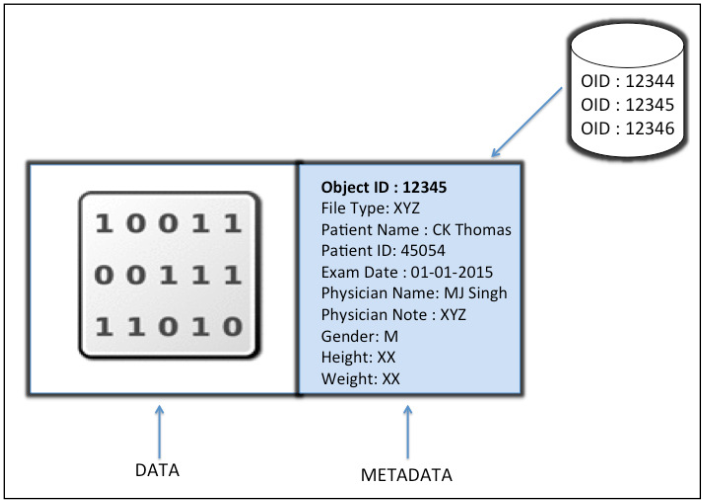 OID : 12344
OID : 12345
OID : 12346
10011
00111
11010
Object ID : 12345
File Type: XYZ
Patient Name : CK Thomas
Patient ID: 45054
Exam Date : 01-01-2015
Physician Name: MJ Singh
Physician Note : XYZ
Gender: M
Height: XX
Weight: XX
DATA
METADATA